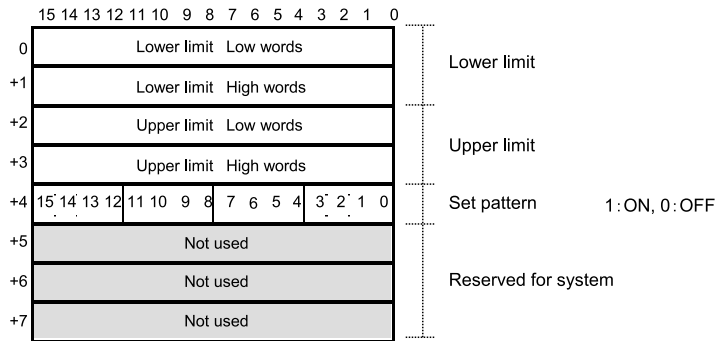 15 14 13 12 11 10 9 8 7 6 5 4 3 2 1 0
0 Lower limit Low words
Lower limit
+1 Lower limit High words
+2 Upper limit Low words
Upper limit
+3 Upper limit High words
+4 15 14 13 12 11 10 9 8 7 6 5 4 3 2 1 0 Set pattern 1:ON, 0:OFF
+5 Not used
+6 Not used Reserved for system
+7 Not used